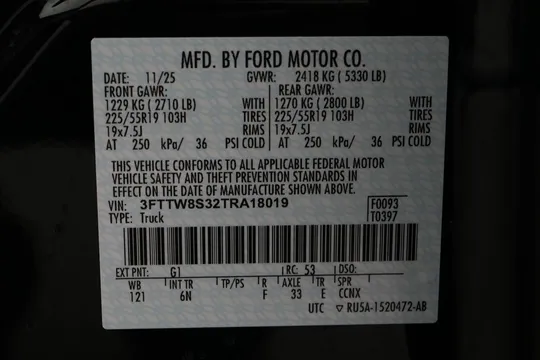 MFD. BY FORD MOTOR CO.
DATE: 11/25 GVWR: 2418 KG ( 5330 LB)
FRONT GAWR: REAR GAWR:
1229 KG ( 2710 LB) WITH 1270 KG ( 2800 LB) WITH
225/55R19 103H TIRES 225/55R19 103H TIRES
19x7.5J RIMS 19x7.5J RIMS
AT 250 kPa/ 36 PSI COLD AT 250 kPa/ 36 PSI COLD
THIS VEHICLE CONFORMS TO ALL APPLICABLE FEDERAL MOTOR
VEHICLE SAFETY AND THEFT PREVENTION STANDARDS IN
EFFECT ON THE DATE OF MANUFACTURE SHOWN ABOVE.
VIN: 3FTTW8S32TRA18019 F0093
TYPE: Truck T0397
EXT PNT: G1 RC: 53 DSO:
WB INT TR TP/PS R AXLE TR SPR
121 6N F 33 E CCNX
UTC ▽ RU5A-1520472-AB